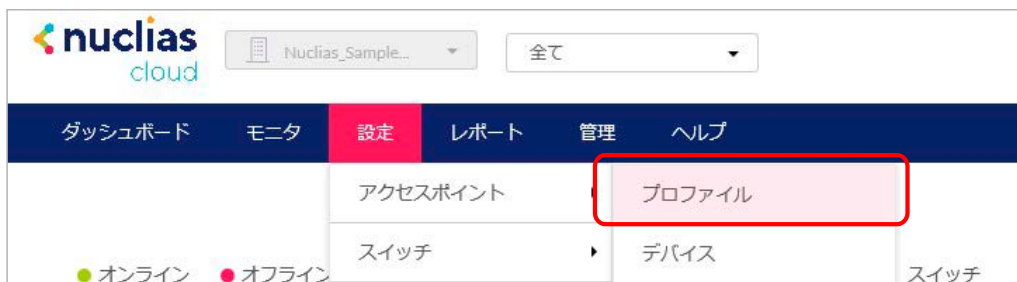 nuclias
cloud
Nuclias_Sample...
全て
ダッシュボード モニタ 設定 レポート 管理 ヘルプ
アクセスポイント プロファイル
スイッチ デバイス
オンライン オフライン スイッチ